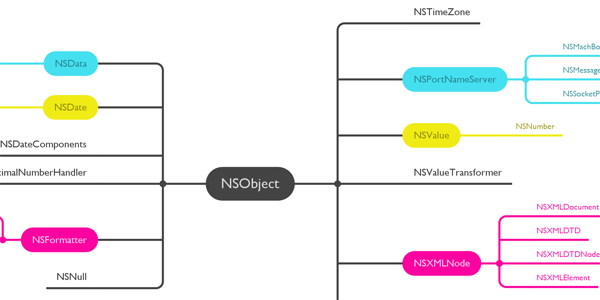 NSTimeZone
NSData
NSPortNameServer
NSMachBo
NSMessage
NSSocketP
NSDate
NSValue
NSNumber
NSDateComponents
imalNumberHandler
NSObject
NSValueTransformer
NSFormatter
NSXMLNode
NSXMLDocument
NSXMLDTD
NSXMLDTDNode
NSXMLElement
NSNull